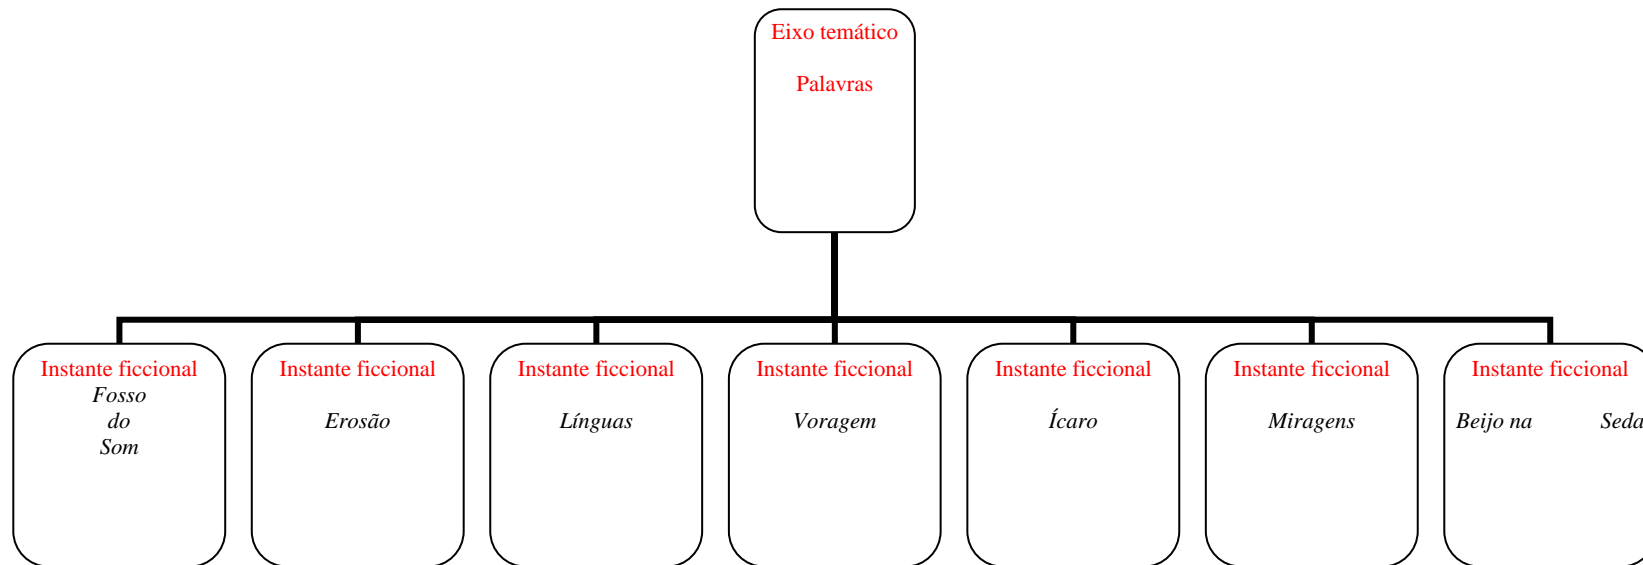 Eixo temático
Palavras
Instante ficcional
Fosso
do
Som
Instante ficcional
Erosão
Instante ficcional
Línguas
Instante ficcional
Voragem
Instante ficcional
Ícaro
Instante ficcional
Miragens
Instante ficcional
Beijo na Seda